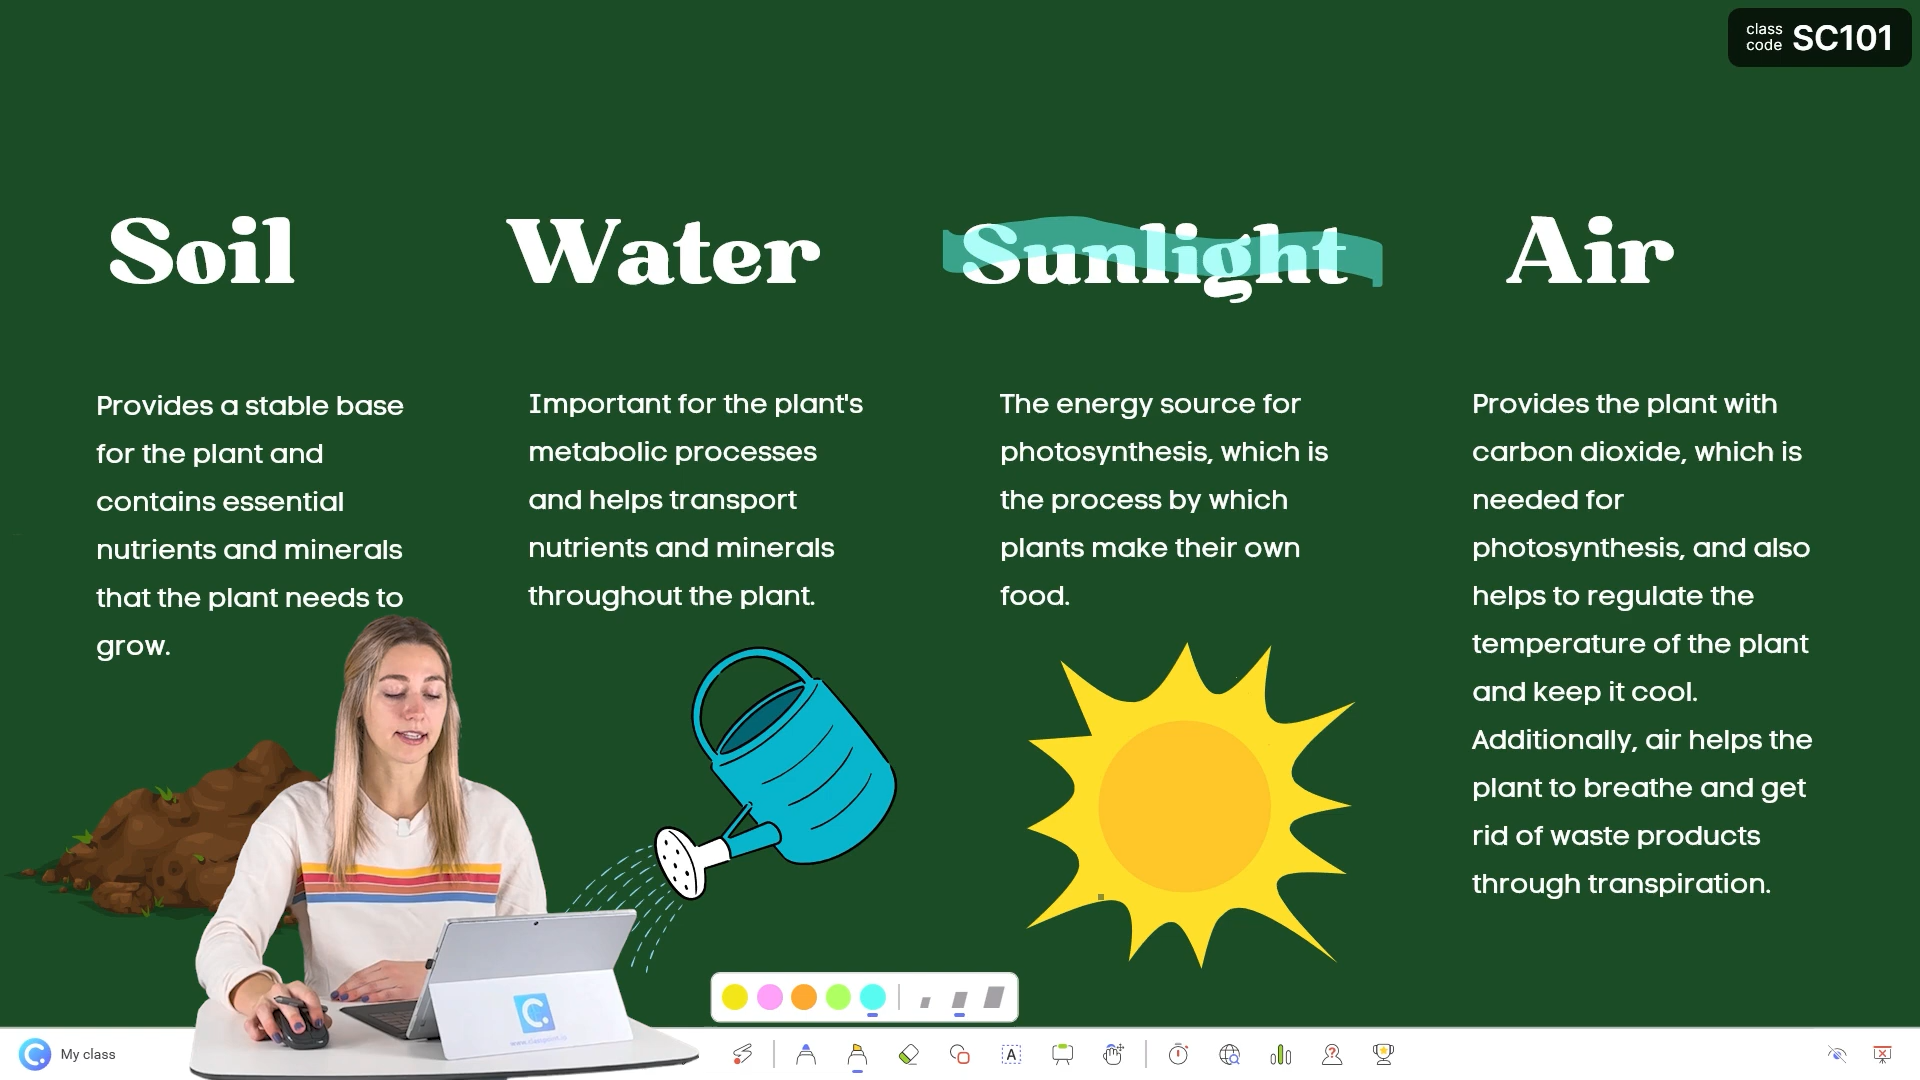 class
code SC101
Soil
Provides a stable base
for the plant and
contains essential
nutrients and minerals
that the plant needs to
grow.
Water
Important for the plant's
metabolic processes
and helps transport
nutrients and minerals
throughout the plant.
Sunlight
The energy source for
photosynthesis, which is
the process by which
plants make their own
food.
Air
Provides the plant with
carbon dioxide, which is
needed for
photosynthesis, and also
helps to regulate the
temperature of the plant
and keep it cool.
Additionally, air helps the
plant to breathe and get
rid of waste products
through transpiration.
My class
A